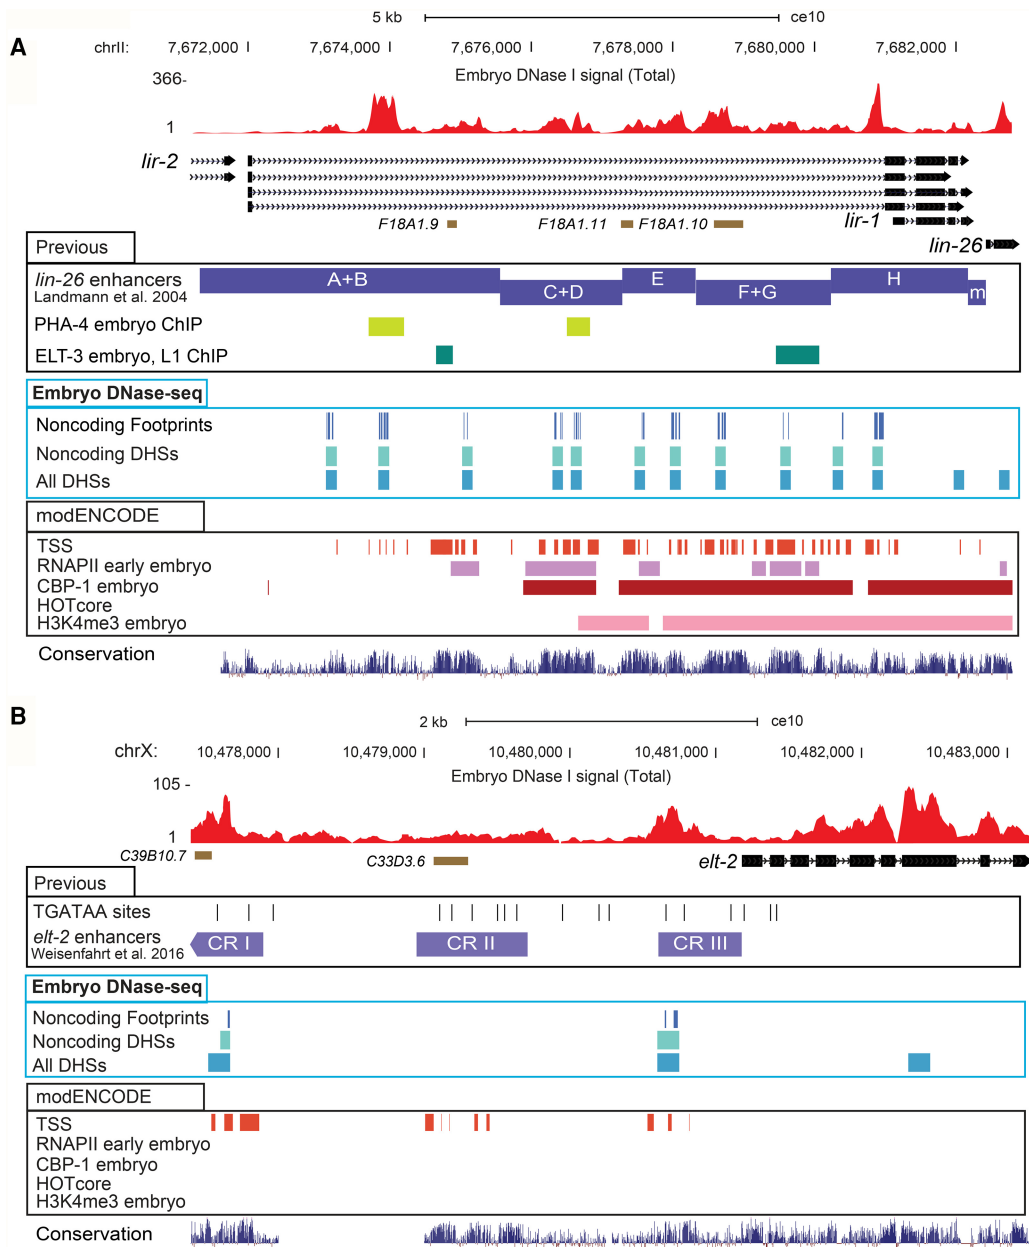 A
5 kb
ce10
chrII:
7,672,000
7,674,000
7,676,000
7,678,000
7,680,000
7,682,000
Embryo DNase I signal (Total)
366-
1
lir-2
F18A1.9
F18A1.11
F18A1.10
lir-1
lin-26
Previous
lin-26 enhancers
Landmann et al. 2004
A+B
C+D
E
F+G
H
m
PHA-4 embryo ChIP
ELT-3 embryo, L1 ChIP
Embryo DNase-seq
Noncoding Footprints
Noncoding DHSs
All DHSs
modENCODE
TSS
RNAPII early embryo
CBP-1 embryo
HOTcore
H3K4me3 embryo
Conservation
B
2 kb
ce10
chrX:
10,478,000
10,479,000
10,480,000
10,481,000
10,482,000
10,483,000
Embryo DNase I signal (Total)
105 -
1
C39B10.7
C33D3.6
elt-2
Previous
TGATAA sites
elt-2 enhancers
Weisenfahrt et al. 2016
CR I
CR II
CR III
Embryo DNase-seq
Noncoding Footprints
Noncoding DHSs
All DHSs
modENCODE
TSS
RNAPII early embryo
CBP-1 embryo
HOTcore
H3K4me3 embryo
Conservation